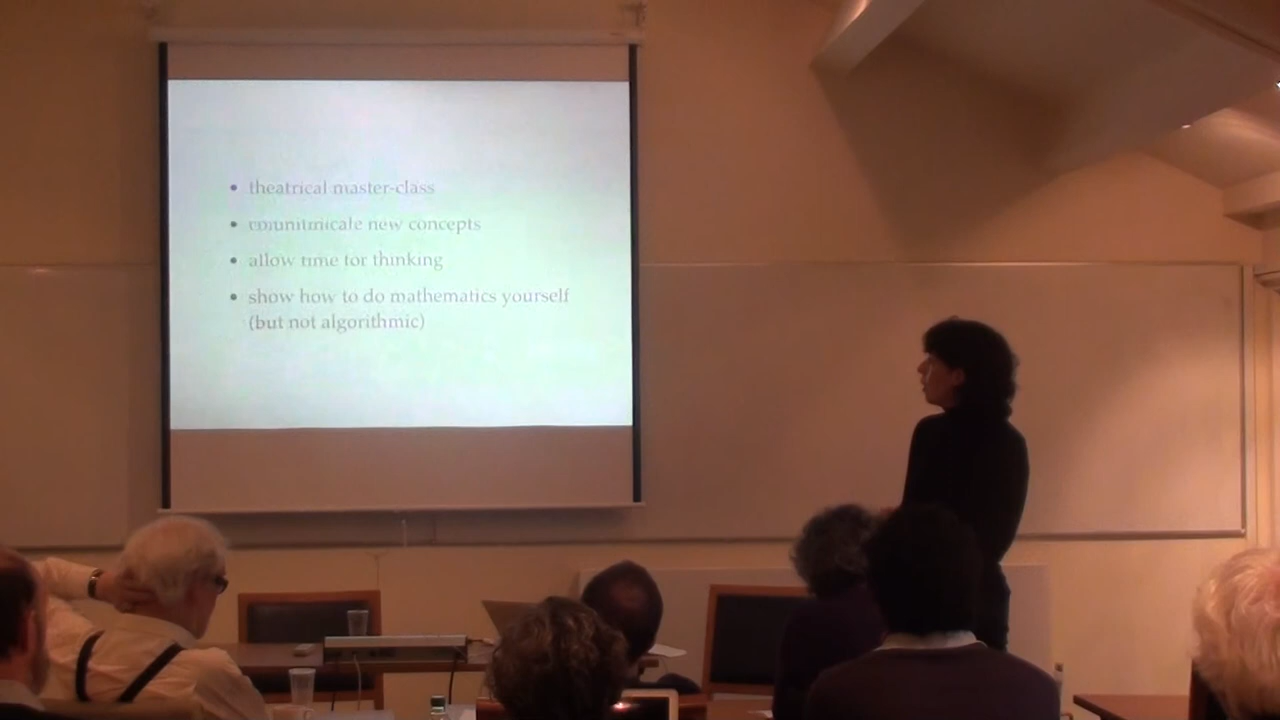 • theatrical master-class
• new concepts
• allow time for thinking
• show how to do mathematics yourself
(but not algorithmic)